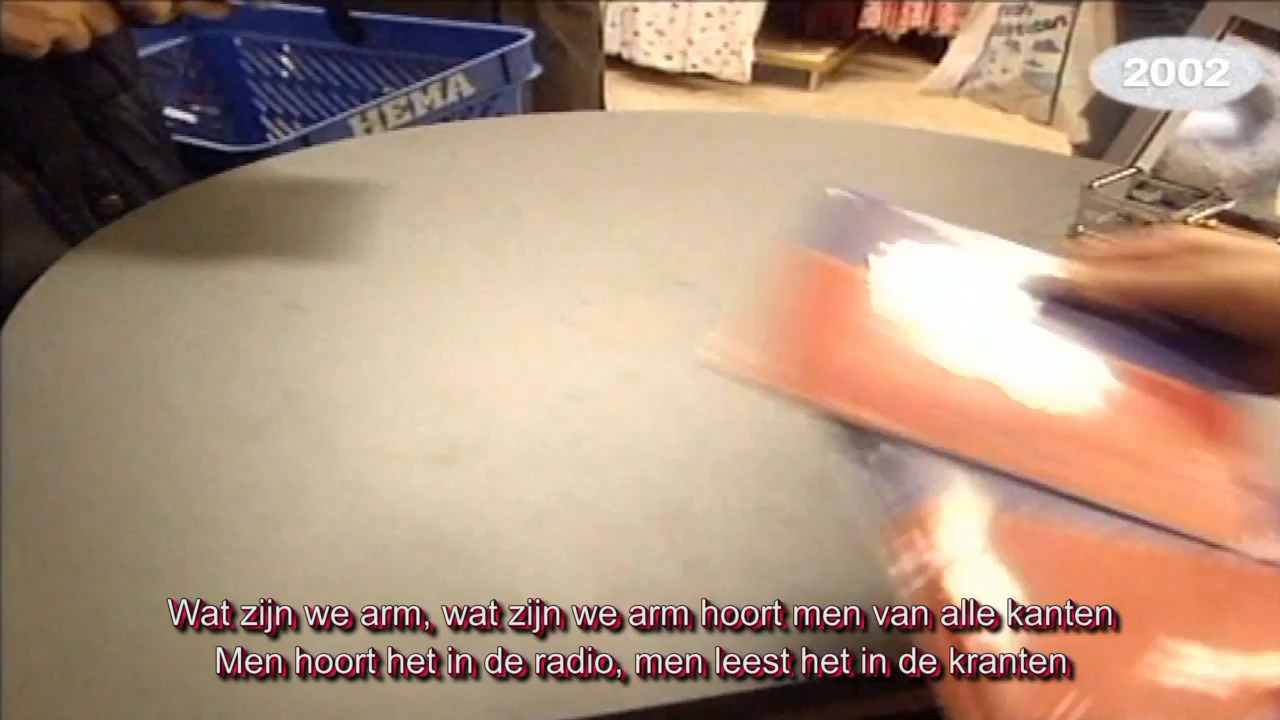 2002
HEMA
Wat zijn we arm, wat zijn we arm hoort men van alle kanten
Men hoort het in de radio, men leest het in de kranten